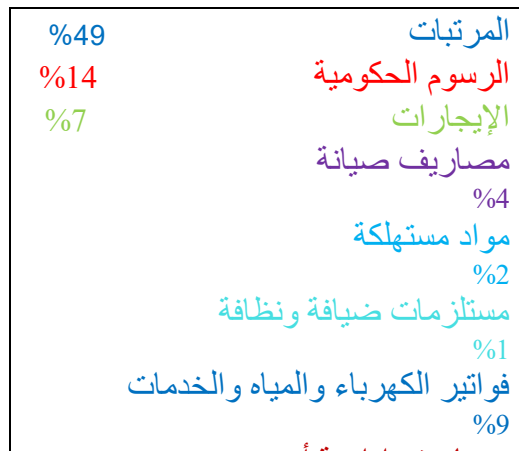 المرتبات %49
الرسوم الحكومية %14
الإيجارات %7
مصاريف صيانة
%4
مواد مستهلكة
%2
مستلزمات ضيافة ونظافة
%1
فواتير الكهرباء والمياه والخدمات
%9